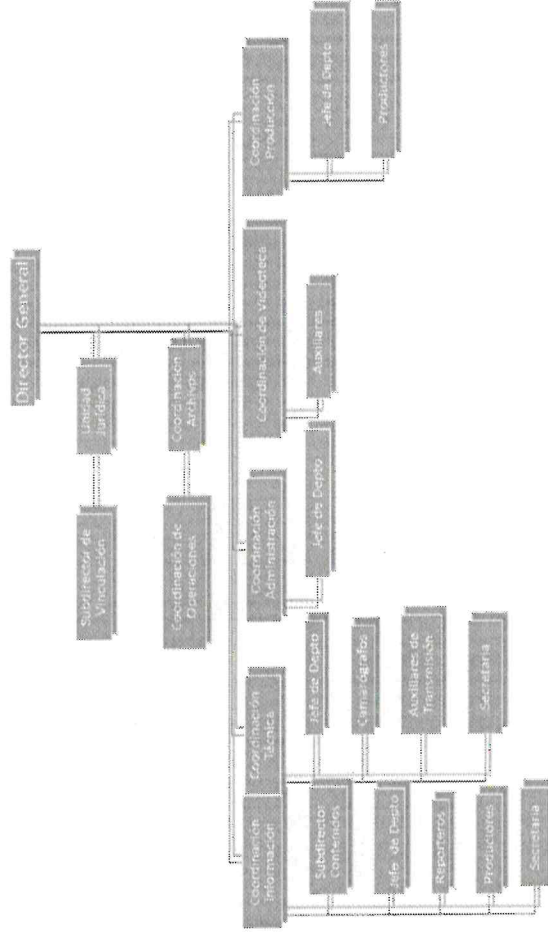 Director General
Subdirector de
Vinculación
Unidad
Jurídica
Coordinación de
Operaciones
Coordinación
Archivos
Coordinación
Información
Coordinación
Técnica
Coordinación
Administración
Coordinación de Videoteca
Coordinación
Producción
Subdirector
Contenidos
Jefe de Depto
Reporteros
Productores
Secretaria
Jefe de Depto
Camarógrafos
Auxiliares de
Transmisión
Secretaria
Jefe de Depto
Auxiliares
Jefe de Depto
Productores